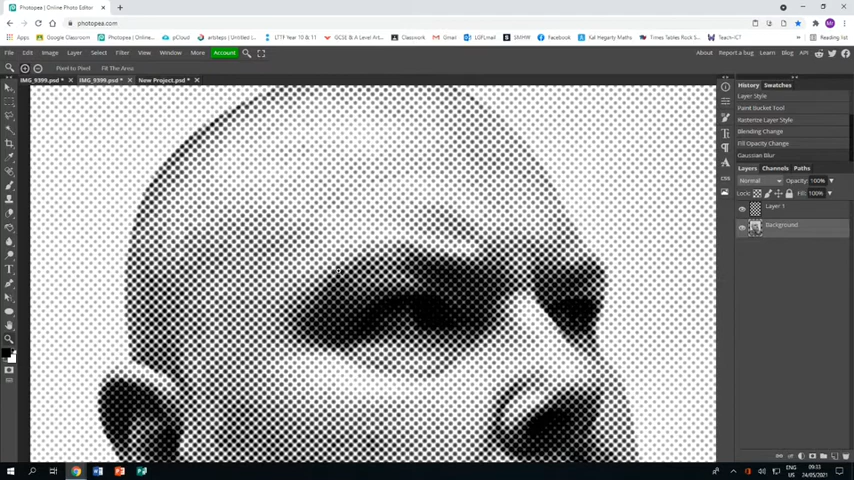 Photopea | Online Photo Editor
photopea.com
Apps Google Classroom Photopea | Online Ph... pCloud artsteps | Untitled ... LTTF Year 10 & 11 GCSE & A Level Art... Classwork Gmail LGFLmail SMHW Facebook Kal Hegarty Maths Times Tables Rock S... Teach-ICT Reading list
File Edit Image Layer Select Filter View Window More Account About Report a bug Learn Blog API
Pixel to Pixel Fit The Area
IMG_9399.psd * IMG_9399.psd * New Project.psd *
History Swatches
Layer Style
Paint Bucket Tool
Rasterize Layer Style
Blending Change
Fill Opacity Change
Gaussian Blur
CSS
Layers Channels Paths
Normal Opacity: 100%
Lock: Fill: 100%
Layer 1
Background
ENG 09:33
US 24/05/2021